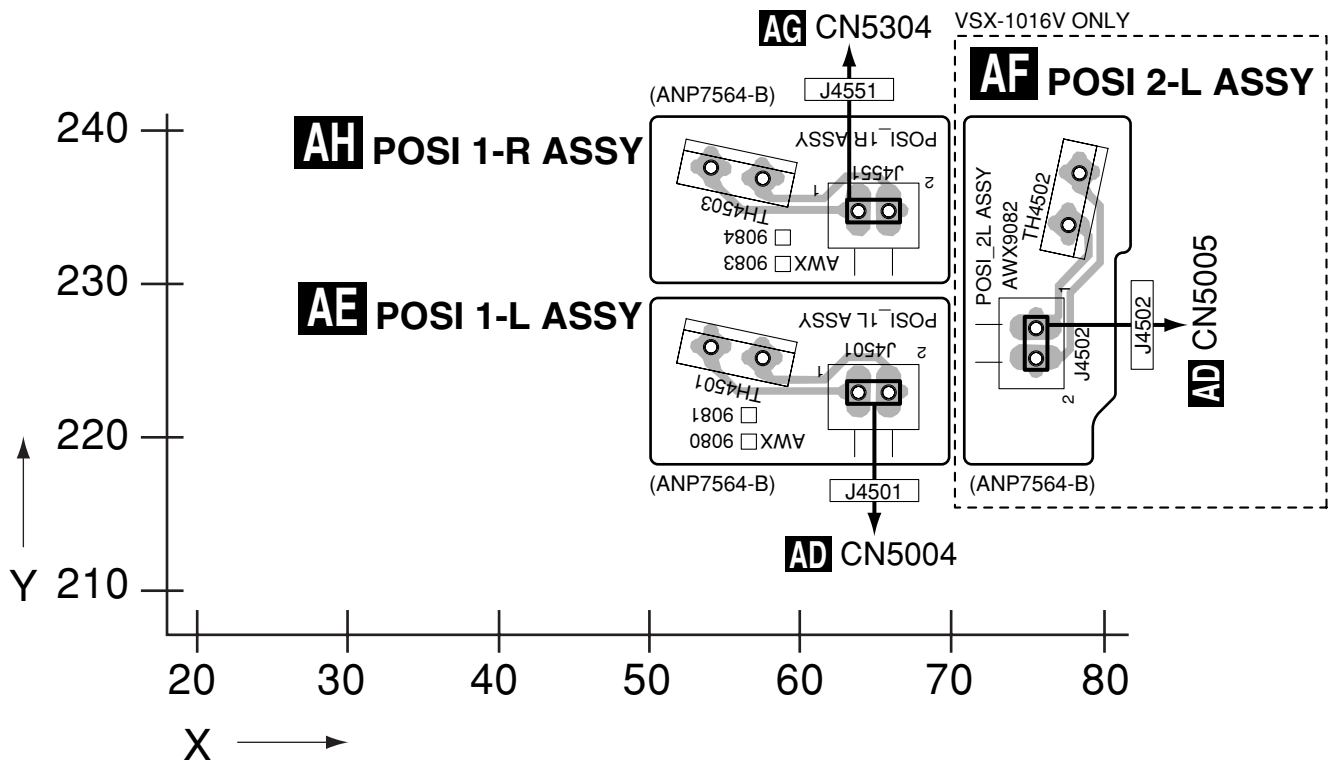 AG CN5304
VSX-1016V ONLY
AF POSI 2-L ASSY
J4551
(ANP7564-B)
240
AH POSI 1-R ASSY
POSI_1R ASSY
J4551
1
2
TH4503
9084
AWX 9083
POSI_2L ASSY
AWX9082
TH4502
1
J4502
2
J4502
AD CN5005
230
AE POSI 1-L ASSY
POSI_1L ASSY
J4501
1
2
TH4501
9081
AWX 9080
220
(ANP7564-B)
J4501
(ANP7564-B)
AD CN5004
Y
210
20 30 40 50 60 70 80
X